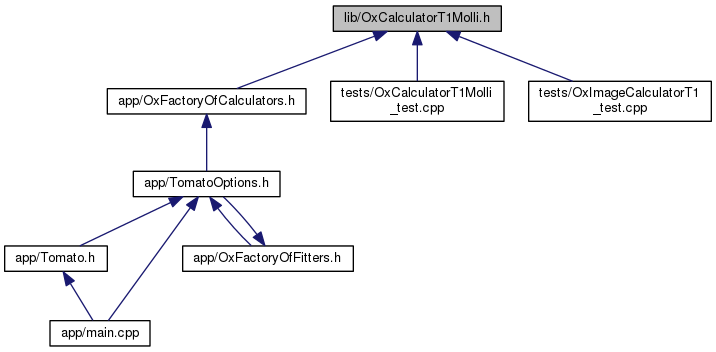 lib/OxCalculatorT1Molli.h
app/OxFactoryOfCalculators.h
tests/OxCalculatorT1Molli
_test.cpp
tests/OxImageCalculatorT1
_test.cpp
app/TomatoOptions.h
app/Tomato.h
app/OxFactoryOfFitters.h
app/main.cpp